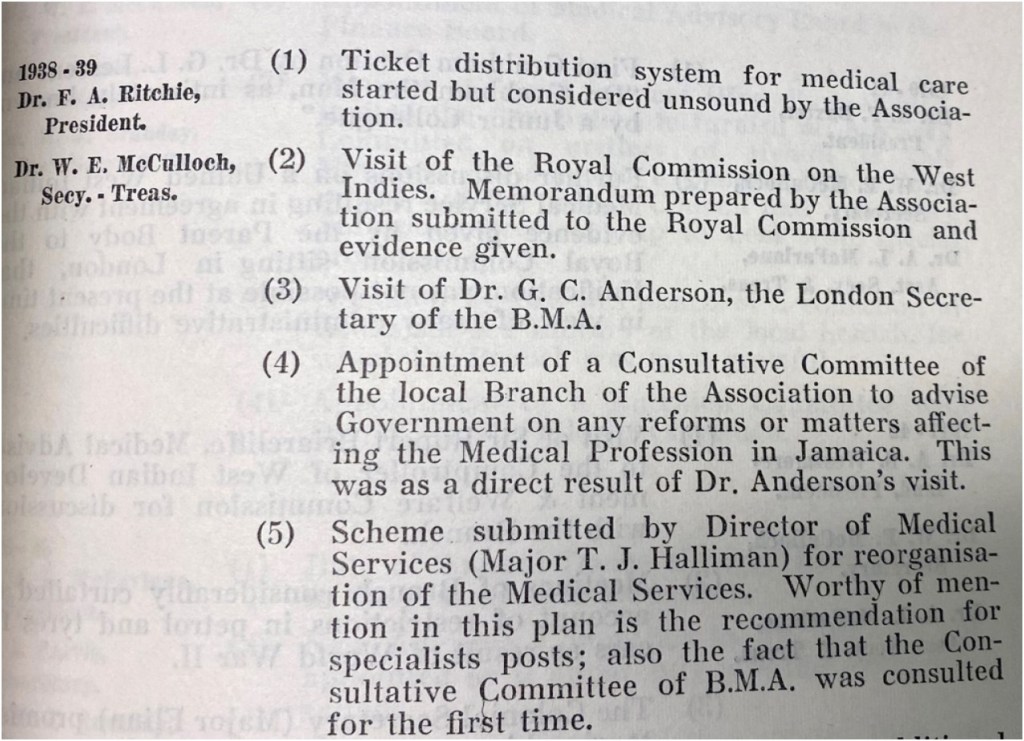 1938 - 39
Dr. F. A. Ritchie,
President.
(1) Ticket distribution system for medical care
started but considered unsound by the Associa-
tion.
Dr. W. E. McCulloch,
Secy. - Treas.
(2) Visit of the Royal Commission on the West
Indies. Memorandum prepared by the Associa-
tion submitted to the Royal Commission and
evidence given.
(3) Visit of Dr. G. C. Anderson, the London Secre-
tary of the B.M.A.
(4) Appointment of a Consultative Committee of
the local Branch of the Association to advise
Government on any reforms or matters affect-
ing the Medical Profession in Jamaica. This
was as a direct result of Dr. Anderson's visit.
(5) Scheme submitted by Director of Medical
Services (Major T. J. Halliman) for reorganisa-
tion of the Medical Services. Worthy of men-
tion in this plan is the recommendation for
specialists posts; also the fact that the Con-
sultative Committee of B.M.A. was consulted
for the first time.